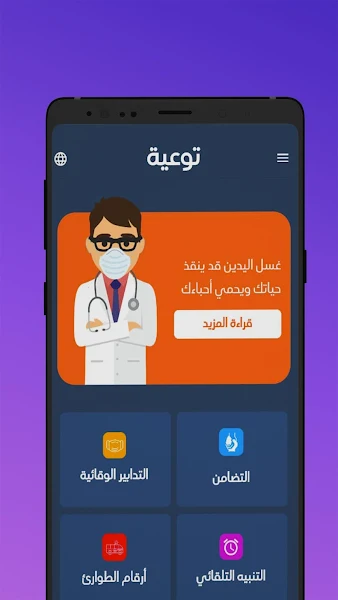 توعية
غسل اليدين قد ينقذ
حياتك ويحمي أحباءك
قراءة المزيد
التضامن
التدابير الوقائية
التنبيه التلقائي
أرقام الطوارئ